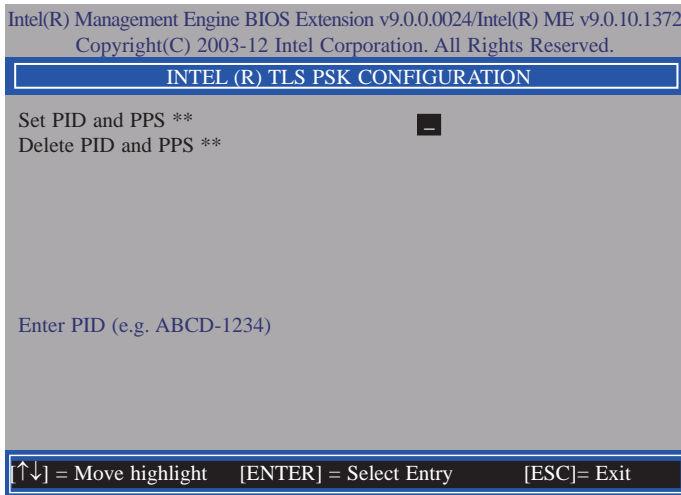 Intel(R) Management Engine BIOS Extension v9.0.0.0024/Intel(R) ME v9.0.10.1372
Copyright(C) 2003-12 Intel Corporation. All Rights Reserved.
INTEL (R) TLS PSK CONFIGURATION
Set PID and PPS ** _
Delete PID and PPS **
Enter PID (e.g. ABCD-1234)
[↑↓] = Move highlight [ENTER] = Select Entry [ESC]= Exit